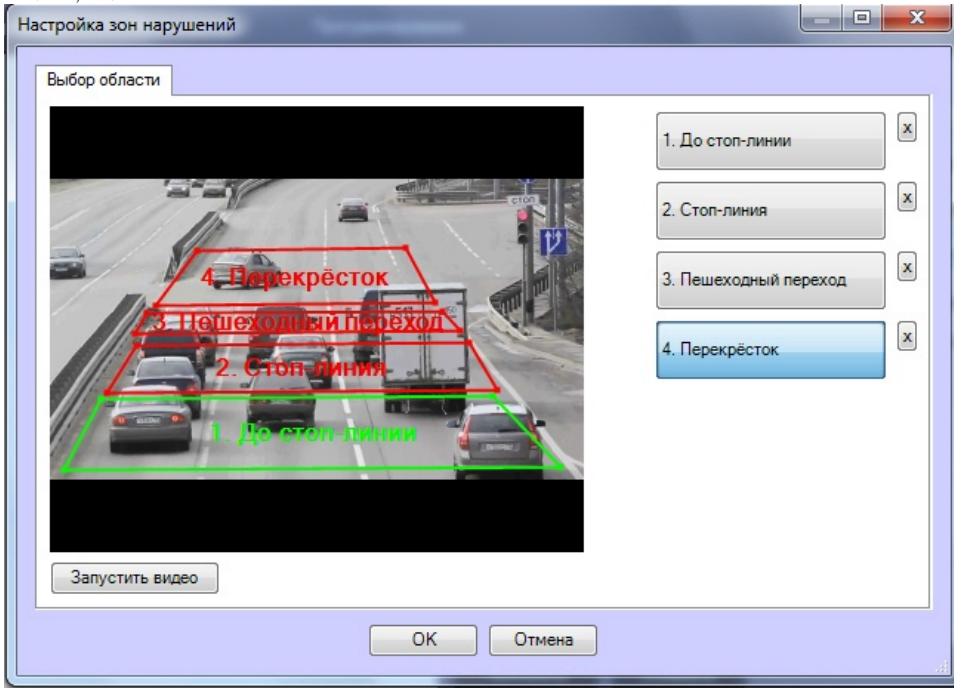 Настройка зон нарушений
Выбор области
стоп
4. Перекрёсток
3. Пешеходный переход
2. Стоп-линия
1. До стоп-линии
1. До стоп-линии
x
2. Стоп-линия
x
3. Пешеходный переход
x
4. Перекрёсток
x
Запустить видео
OK
Отмена